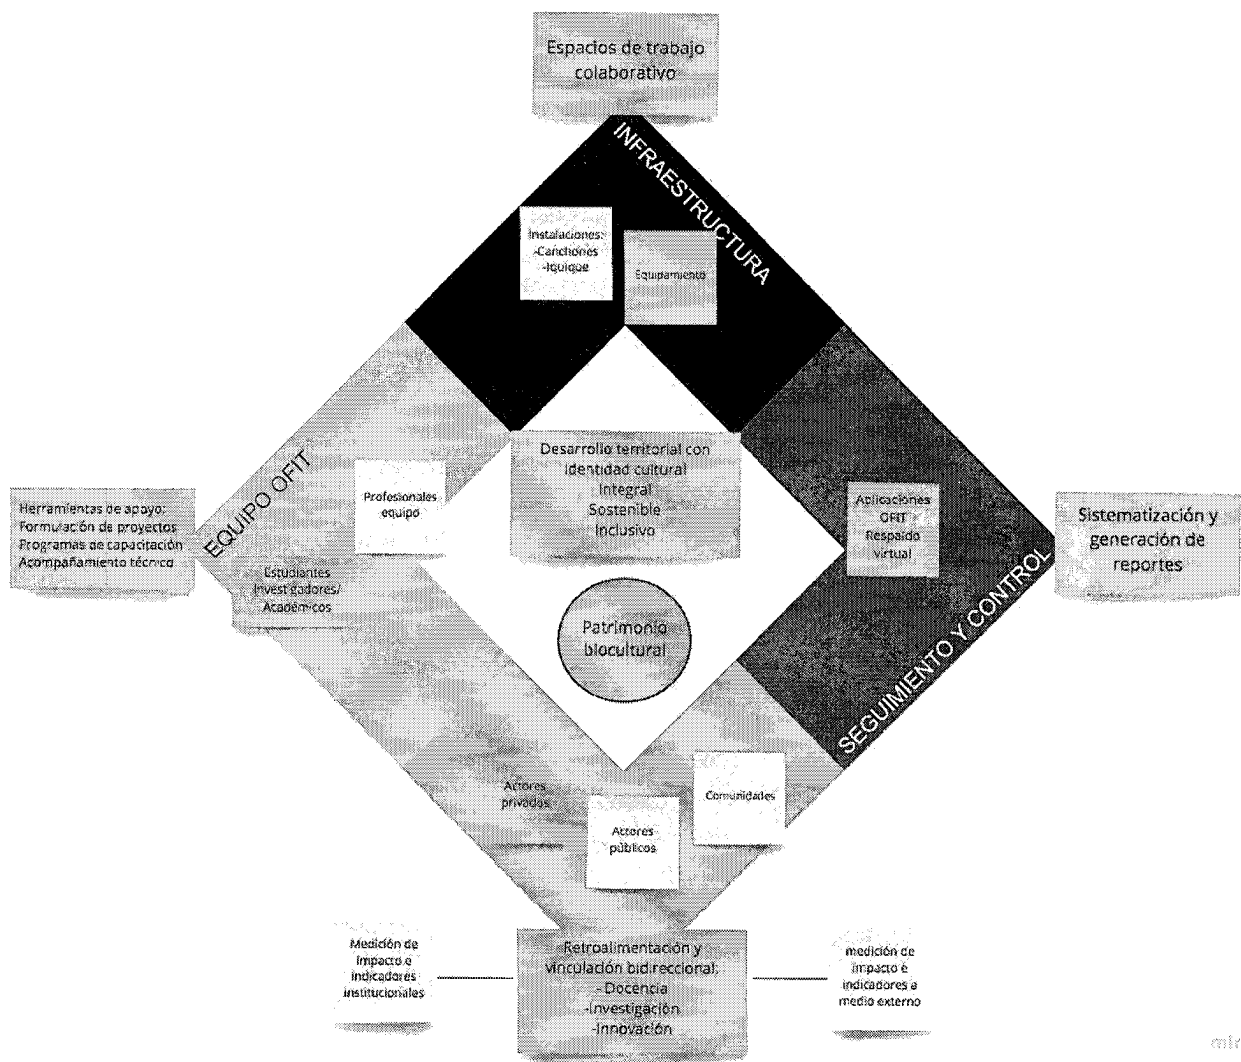 Espacios de trabajo
colaborativo
INFRAESTRUCTURA
Instalaciones:
-Canchones
-Iquique
Equipamiento
EQUIPO OFIT
Profesionales
equipo
Desarrollo territorial con
identidad cultural
Integral
Sostenible
Inclusivo
Herramientas de apoyo:
Formulación de proyectos
Programas de capacitación
Acompañamiento técnico
Estudiantes
Investigadores/
Académicos
Aplicaciones
OFIT
Respaldo
virtual
Sistematización y
generación de
reportes
SEGUIMIENTO Y CONTROL
Patrimonio
biocultural
Actores
privados
Actores
públicos
Comunidades
Medición de
impacto e
indicadores
institucionales
Retroalimentación y
vinculación bidireccional:
- Docencia
-Investigación
-Innovación
medición de
impacto e
indicadores a
medio externo